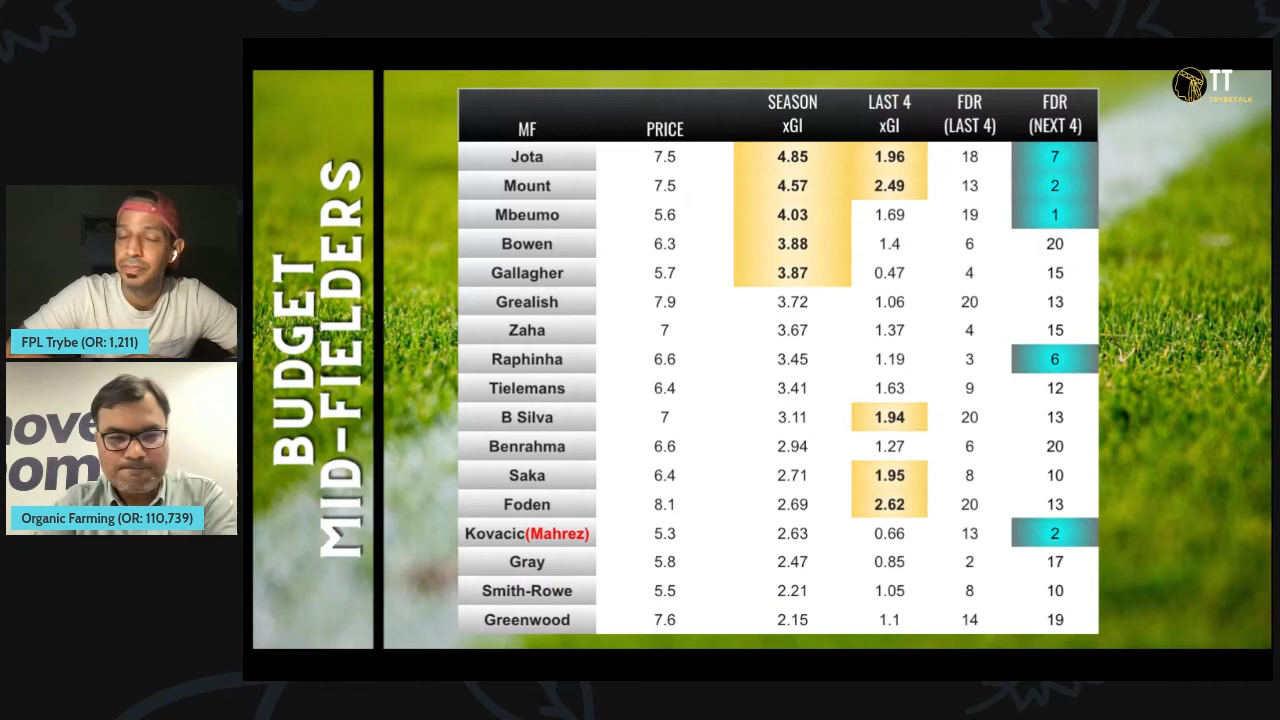 TT
TRYBETALK
BUDGET
MID-FIELDERS
MF PRICE SEASON xGI LAST 4 xGI FDR (LAST 4) FDR (NEXT 4)
Jota 7.5 4.85 1.96 18 7
Mount 7.5 4.57 2.49 13 2
Mbeumo 5.6 4.03 1.69 19 1
Bowen 6.3 3.88 1.4 6 20
Gallagher 5.7 3.87 0.47 4 15
Grealish 7.9 3.72 1.06 20 13
Zaha 7 3.67 1.37 4 15
Raphinha 6.6 3.45 1.19 3 6
Tielemans 6.4 3.41 1.63 9 12
B Silva 7 3.11 1.94 20 13
Benrahma 6.6 2.94 1.27 6 20
Saka 6.4 2.71 1.95 8 10
Foden 8.1 2.69 2.62 20 13
Kovacic(Mahrez) 5.3 2.63 0.66 13 2
Gray 5.8 2.47 0.85 2 17
Smith-Rowe 5.5 2.21 1.05 8 10
Greenwood 7.6 2.15 1.1 14 19
FPL Trybe (OR: 1,211)
Organic Farming (OR: 110,739)